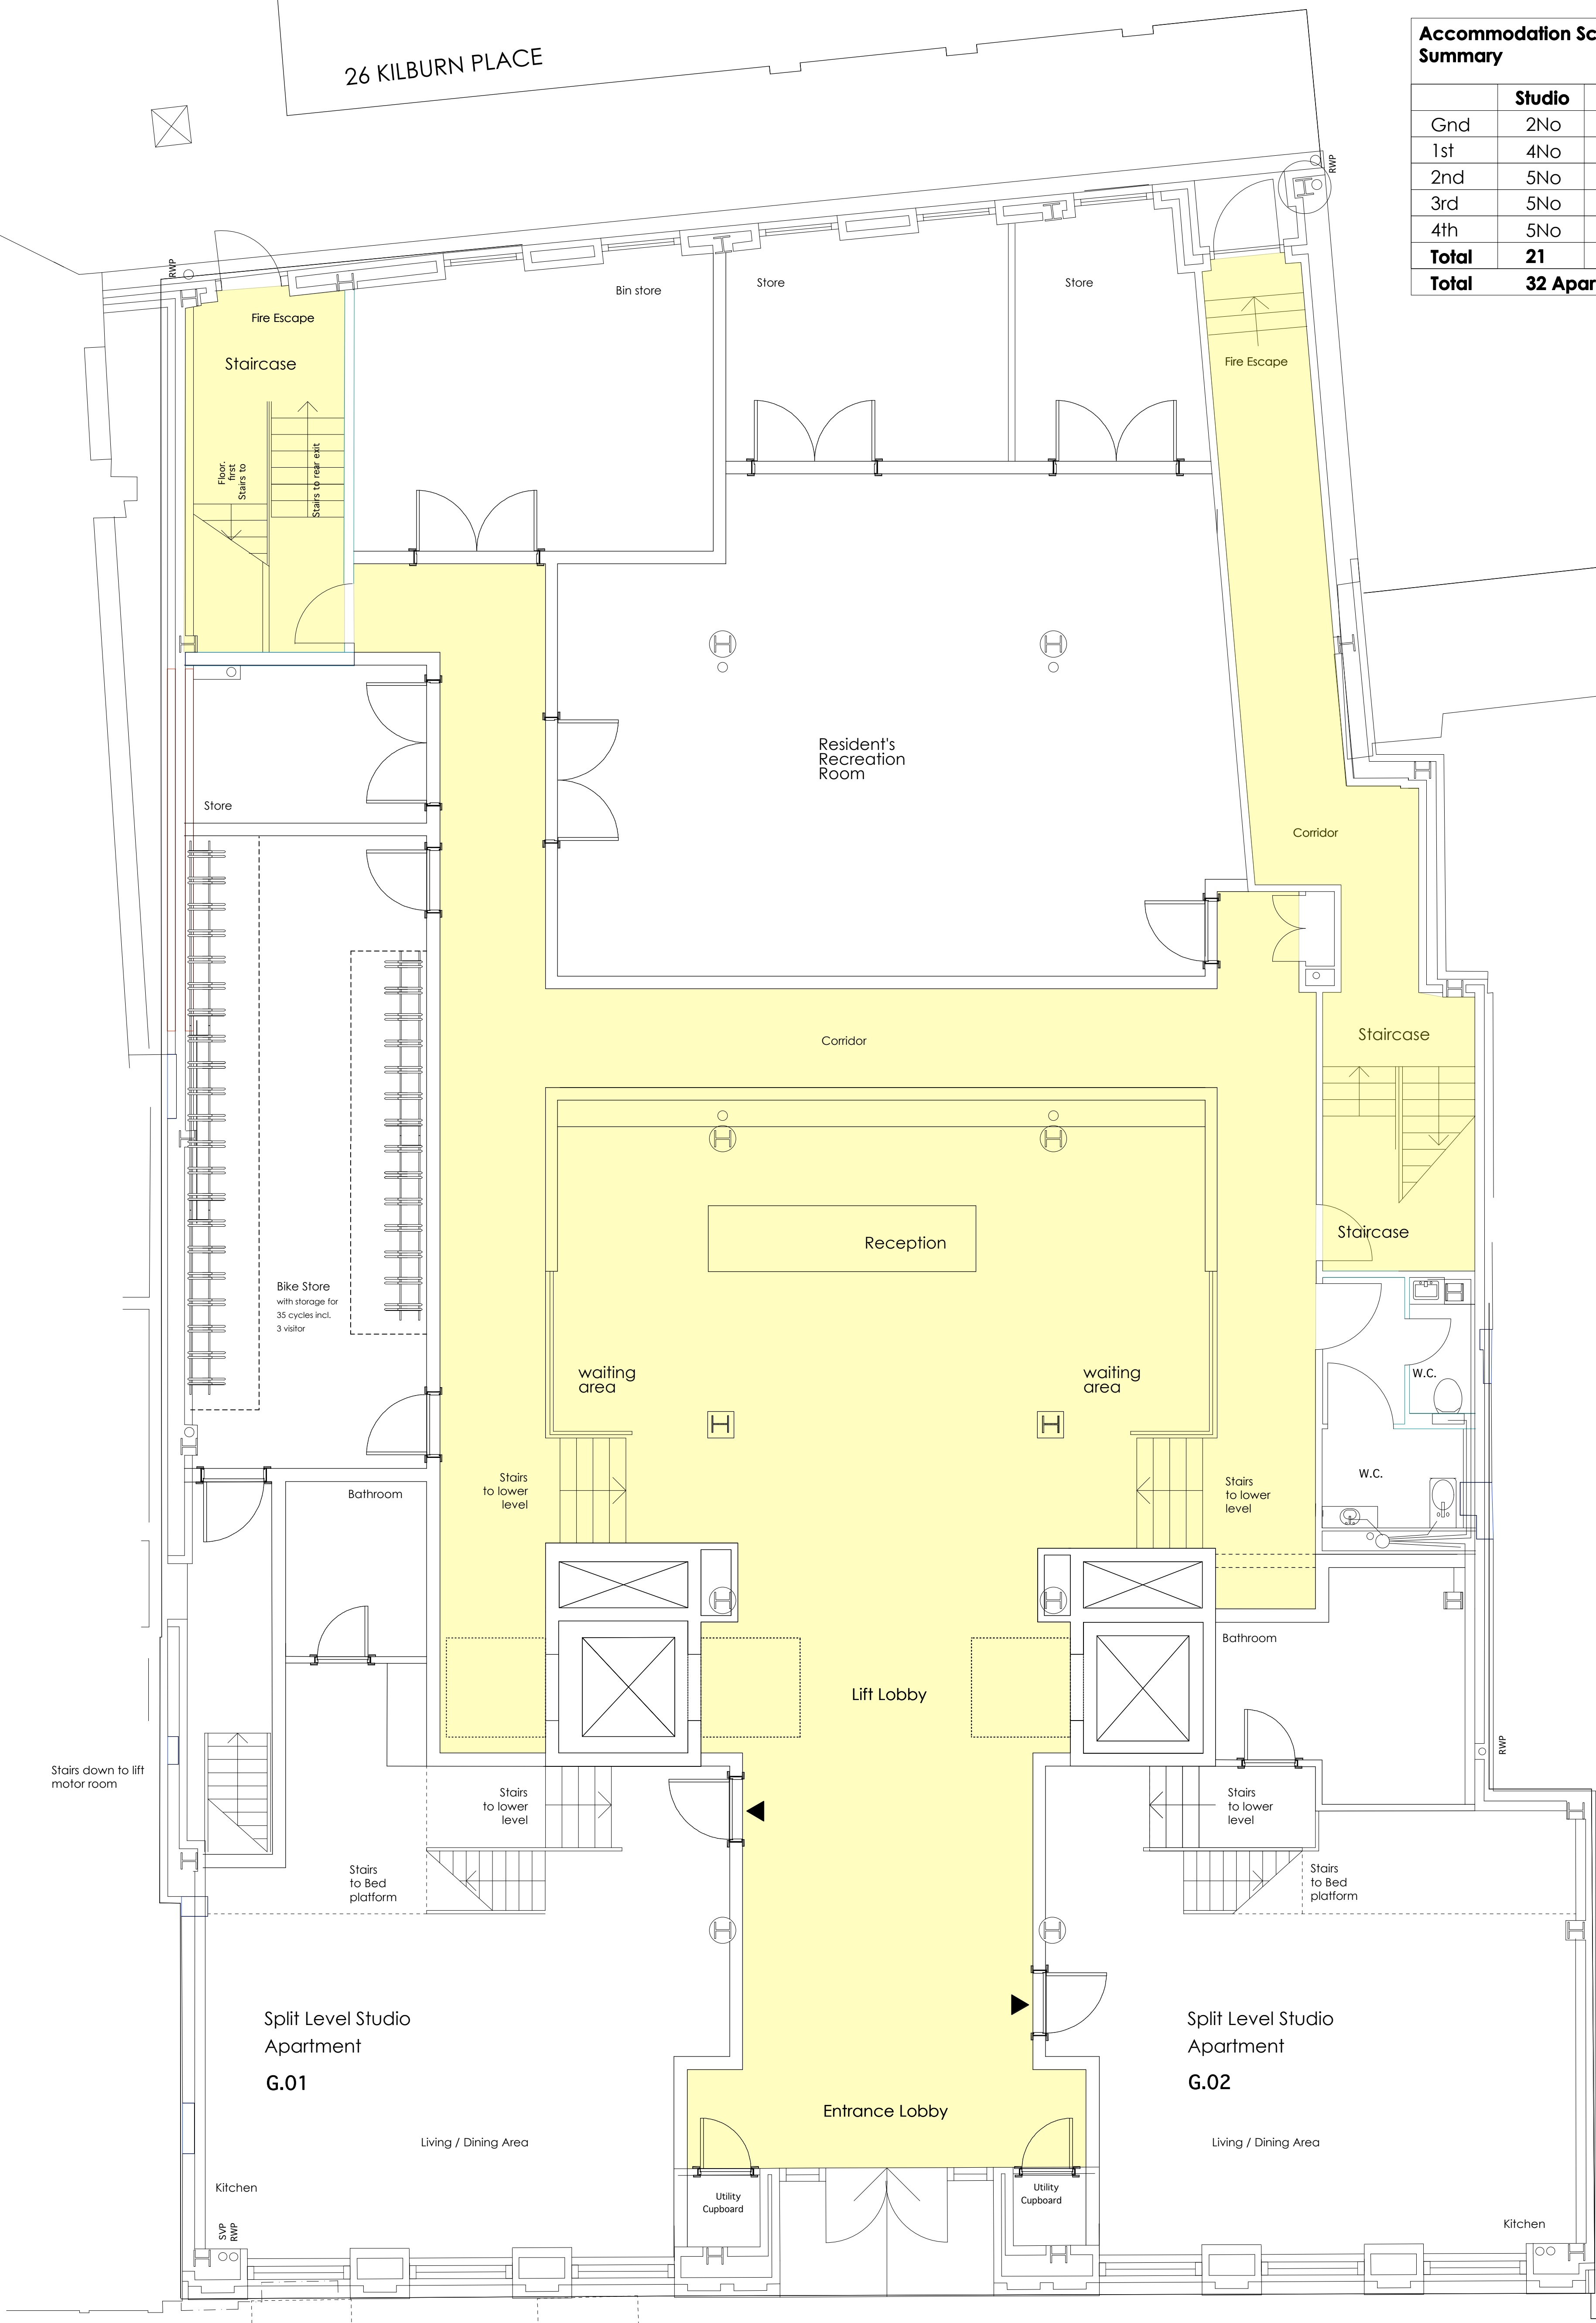 26 KILBURN PLACE
Accommodation Sc
Summary
Studio
Gnd 2No
1st 4No
2nd 5No
3rd 5No
4th 5No
Total 21
Total 32 Apar
RWP
RWP
Fire Escape
Staircase
Floor.
first
Stairs to
Stairs to rear exit
Bin store
Store
Store
Fire Escape
Resident's
Recreation
Room
Store
Corridor
Corridor
Staircase
Staircase
Reception
Bike Store
with storage for
35 cycles incl.
3 visitor
waiting
area
waiting
area
W.C.
W.C.
Stairs
to lower
level
Stairs
to lower
level
Bathroom
Bathroom
Lift Lobby
RWP
Stairs down to lift
motor room
Stairs
to lower
level
Stairs
to lower
level
Stairs
to Bed
platform
Stairs
to Bed
platform
Split Level Studio
Apartment
G.01
Split Level Studio
Apartment
G.02
Entrance Lobby
Living / Dining Area
Living / Dining Area
Kitchen
Utility
Cupboard
Utility
Cupboard
SVP
RWP
Kitchen